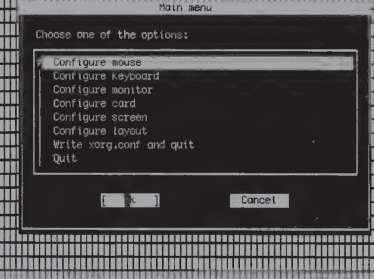 Main menu
Choose one of the options:
Configure mouse
Configure keyboard
Configure monitor
Configure card
Configure screen
Configure layout
Write xorg.conf and quit
Quit
[ k ] Cancel